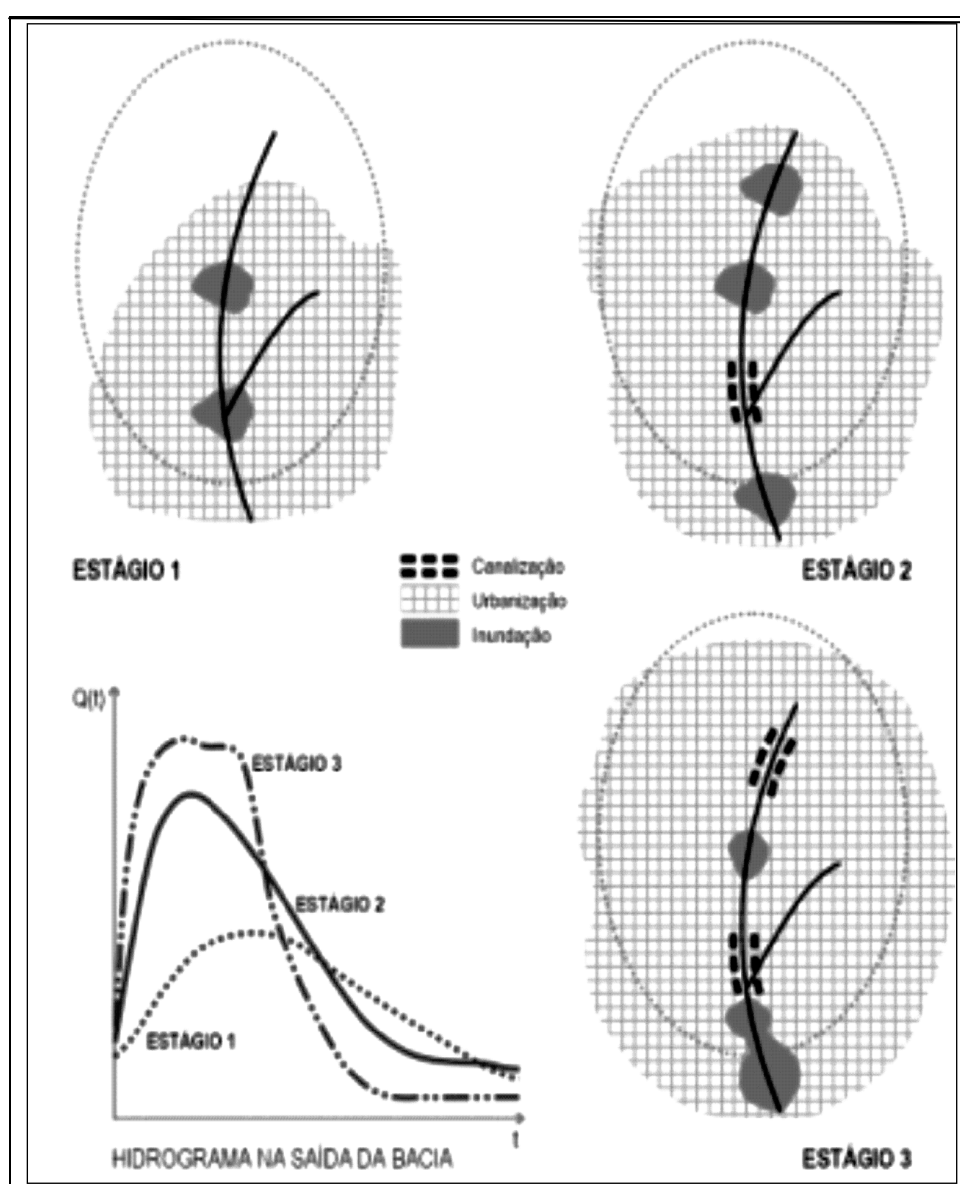 ESTÁGIO 1
Canalização
Urbanização
Inundação
ESTÁGIO 2
Q(t)
ESTÁGIO 3
ESTÁGIO 2
ESTÁGIO 1
t
HIDROGRAMA NA SAÍDA DA BACIA
ESTÁGIO 3